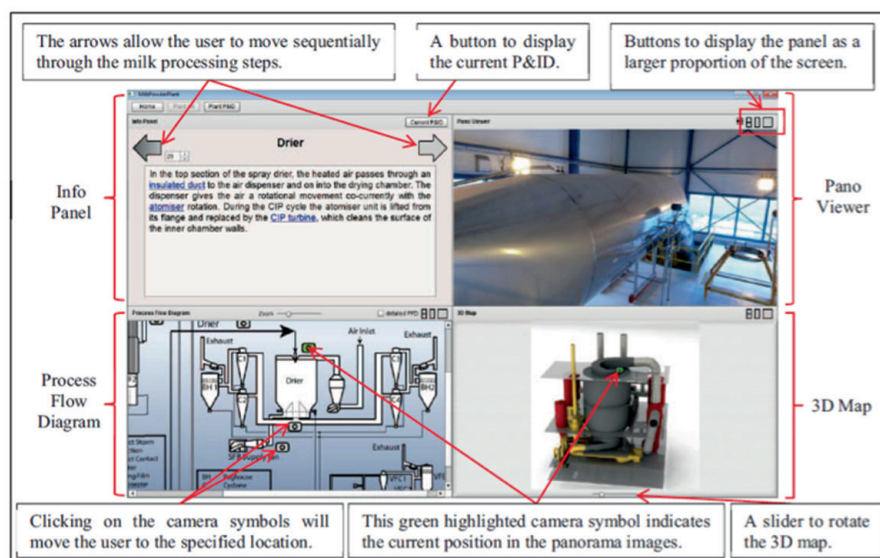 The arrows allow the user to move sequentially
through the milk processing steps.
A button to display
the current P&ID.
Buttons to display the panel as a
larger proportion of the screen.
Home
Plant P&ID
Info Panel
Current P&ID
Pano Viewer
Drier
In the top section of the spray drier, the heated air passes through an
insulated duct to the air dispenser and on into the drying chamber. The
dispenser gives the air a rotational movement co-currently with the
atomiser rotation. During the CIP cycle the atomiser unit is lifted from
its flange and replaced by the CIP turbine, which cleans the surface of
the inner chamber walls.
Info
Panel
Pano
Viewer
Process Flow Diagram
Zoom
detailed PFD
3D Map
Drier
Air Inlet
Exhaust
Exhaust
C1
C1
BH 1
Drier
BH2
C2
C2
Exhaust
VFC1
Process
Flow
Diagram
3D Map
Clicking on the camera symbols will
move the user to the specified location.
This green highlighted camera symbol indicates
the current position in the panorama images.
A slider to rotate
the 3D map.